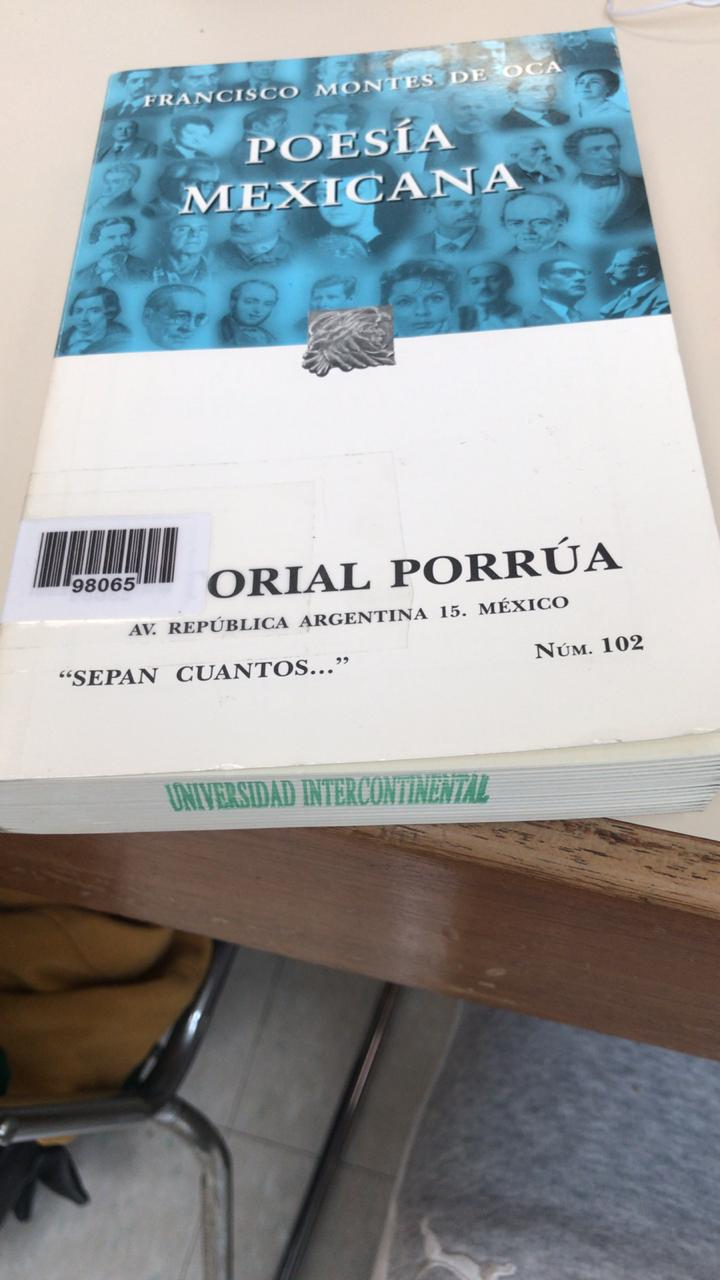 FRANCISCO MONTES DE OCA
POESÍA
MEXICANA
98065
ORIAL PORRÚA
AV. REPÚBLICA ARGENTINA 15. MÉXICO
“SEPAN CUANTOS...”
NÚM. 102
UNIVERSIDAD INTERCONTINENTAL